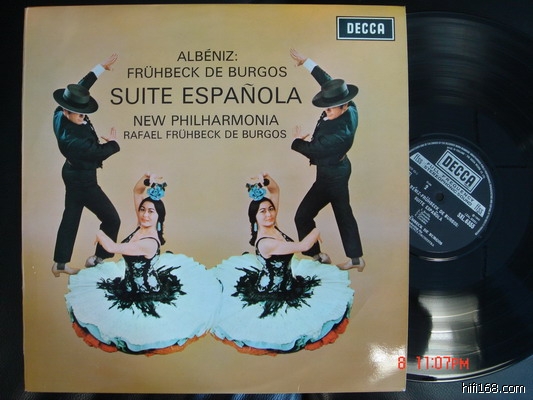 DECCA
ALBÉNIZ:
FRÜHBECK DE BURGOS
SUITE ESPAÑOLA
NEW PHILHARMONIA
RAFAEL FRÜHBECK DE BURGOS
DECCA
8 11:07PM
hifi168.com